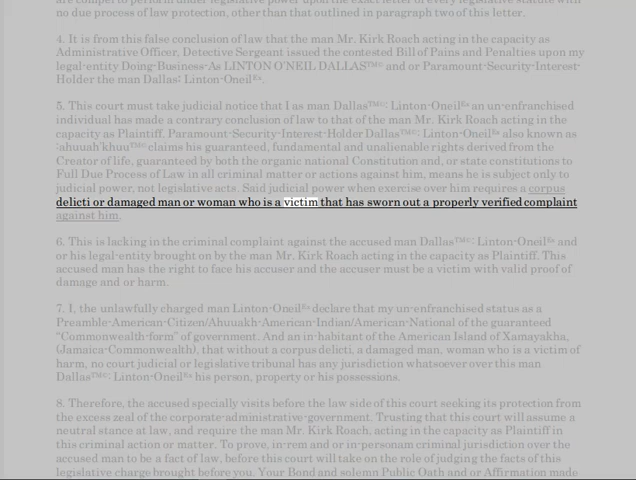 are compel to perform under legislative power upon the exact letter of every legislative statute with
no due process of law protection, other than that outlined in paragraph two of this letter.
4. It is from this false conclusion of law that the man Mr. Kirk Roach acting in the capacity as
Administrative Officer, Detective Sergeant issued the contested Bill of Pains and Penalties upon my
legal-entity Doing-Business-As LINTON O'NEIL DALLAS™© and or Paramount-Security-Interest-
Holder the man Dallas: Linton-Oneilᴱˢ.
5. This court must take judicial notice that I as man Dallas™©: Linton-Oneilᴱˢ an un-enfranchised
individual has made a contrary conclusion of law to that of the man Mr. Kirk Roach acting in the
capacity as Plaintiff. Paramount-Security-Interest-Holder Dallas™©: Linton-Oneilᴱˢ also known as
:ahuuah'khuu™© claims his guaranteed, fundamental and unalienable rights derived from the
Creator of life, guaranteed by both the organic national Constitution and, or state constitutions to
Full Due Process of Law in all criminal matter or actions against him, means he is subject only to
judicial power, not legislative acts. Said judicial power when exercise over him requires a corpus
delicti or damaged man or woman who is a victim that has sworn out a properly verified complaint
against him.
6. This is lacking in the criminal complaint against the accused man Dallas™©: Linton-Oneilᴱˢ and
or his legal-entity brought on by the man Mr. Kirk Roach acting in the capacity as Plaintiff. This
accused man has the right to face his accuser and the accuser must be a victim with valid proof of
damage and or harm.
7. I, the unlawfully charged man Linton-Oneilᴱˢ declare that my un-enfranchised status as a
Preamble-American-Citizen/Ahuuakh-American-Indian/American-National of the guaranteed
"Commonwealth-form" of government. And an in-habitant of the American Island of Xamayakha,
(Jamaica-Commonwealth), that without a corpus delicti, a damaged man, woman who is a victim of
harm, no court judicial or legislative tribunal has any jurisdiction whatsoever over this man
Dallas™©: Linton-Oneilᴱˢ his person, property or his possessions.
8. Therefore, the accused specially visits before the law side of this court seeking its protection from
the excess zeal of the corporate-administrative-government. Trusting that this court will assume a
neutral stance at law, and require the man Mr. Kirk Roach, acting in the capacity as Plaintiff in
this criminal action or matter. To prove, in-rem and or in-personam criminal jurisdiction over the
accused man to be a fact of law, before this court will take on the role of judging the facts of this
legislative charge brought before you. Your Bond and solemn Public Oath and or Affirmation made